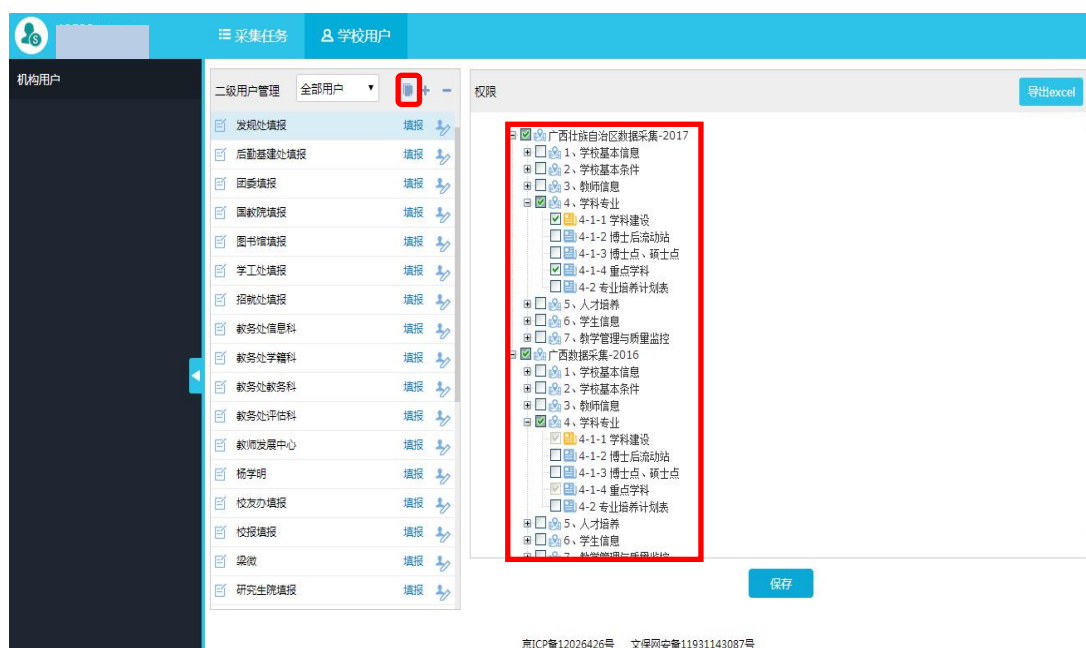 采集任务
学校用户
机构用户
二级用户管理 全部用户
权限
导出excel
发规处填报 填报
后勤基建处填报 填报
团委填报 填报
国教院填报 填报
图书馆填报 填报
学工处填报 填报
招就处填报 填报
教务处信息科 填报
教务处学籍科 填报
教务处教务科 填报
教务处评估科 填报
教师发展中心 填报
杨学明 填报
校友办填报 填报
校报填报 填报
梁微 填报
研究生院填报 填报
广西壮族自治区数据采集-2017
1、学校基本信息
2、学校基本条件
3、教师信息
4、学科专业
4-1-1 学科建设
4-1-2 博士后流动站
4-1-3 博士点、硕士点
4-1-4 重点学科
4-2 专业培养计划表
5、人才培养
6、学生信息
7、教学管理与质量监控
广西数据采集-2016
1、学校基本信息
2、学校基本条件
3、教师信息
4、学科专业
4-1-1 学科建设
4-1-2 博士后流动站
4-1-3 博士点、硕士点
4-1-4 重点学科
4-2 专业培养计划表
5、人才培养
6、学生信息
7、教学管理与质量监控
保存
京ICP备12026426号 文保网安备11931143087号